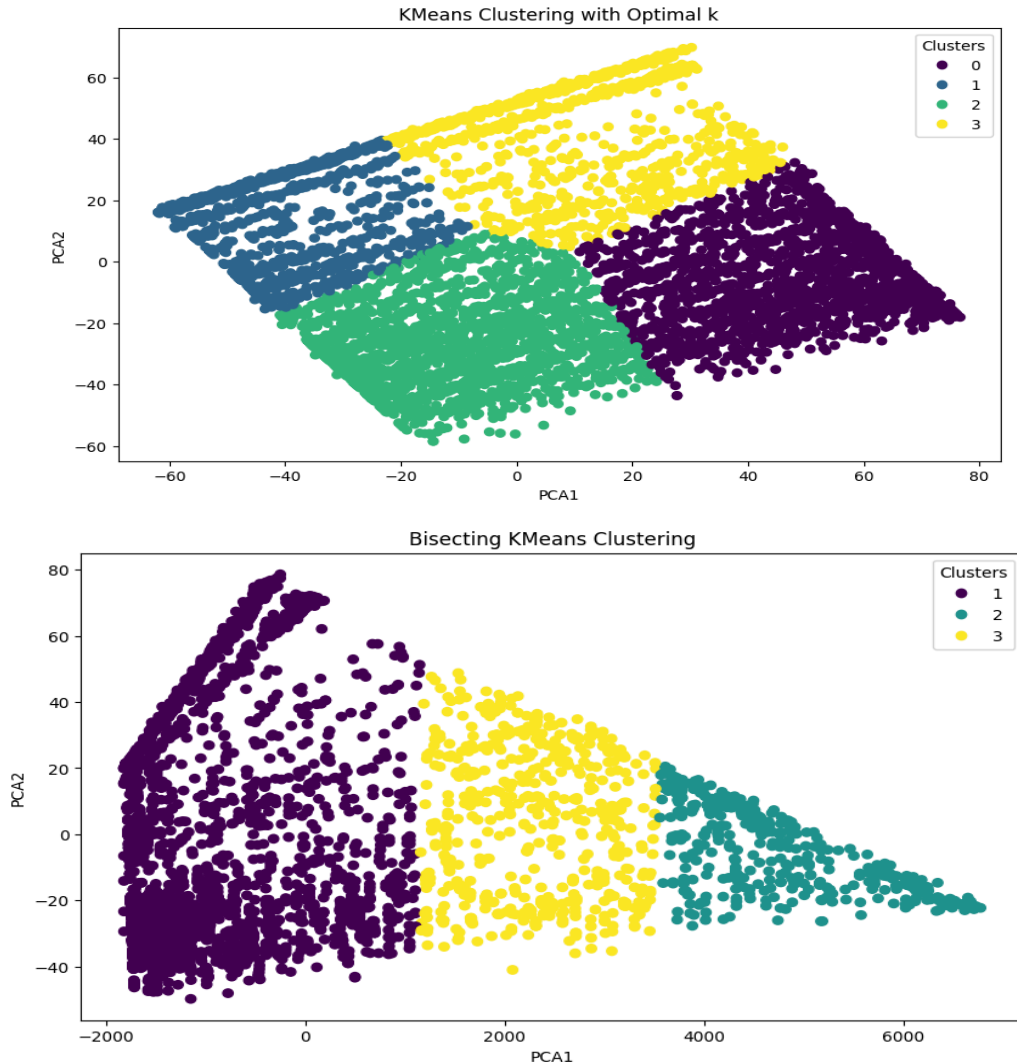 KMeans Clustering with Optimal k
Clusters
0
1
2
3
60
40
20
0
−20
−40
−60
PCA2
−60 −40 −20 0 20 40 60 80
PCA1
Bisecting KMeans Clustering
Clusters
1
2
3
80
60
40
20
0
−20
−40
PCA2
−2000 0 2000 4000 6000
PCA1